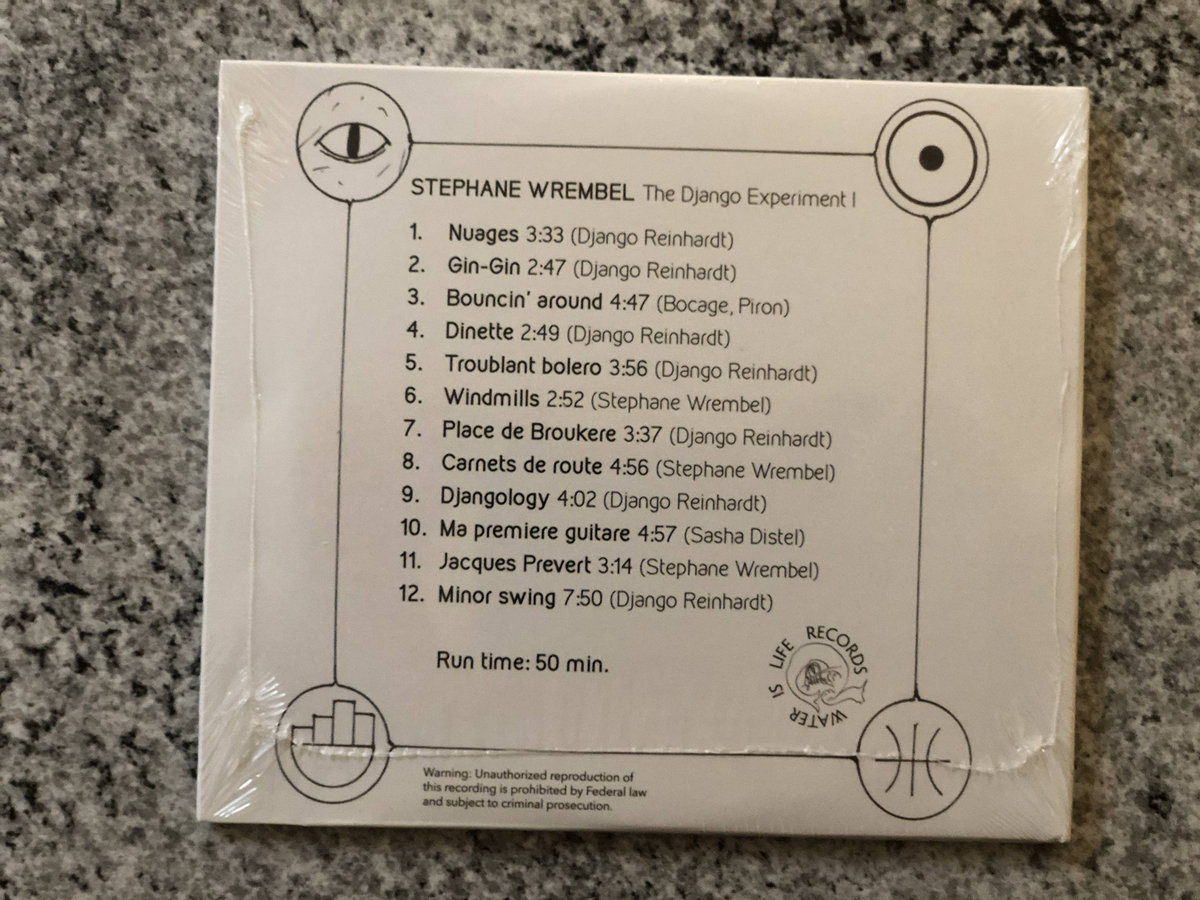 STEPHANE WREMBEL The Django Experiment I
1. Nuages 3:33 (Django Reinhardt)
2. Gin-Gin 2:47 (Django Reinhardt)
3. Bouncin' around 4:47 (Bocage, Piron)
4. Dinette 2:49 (Django Reinhardt)
5. Troublant bolero 3:56 (Django Reinhardt)
6. Windmills 2:52 (Stephane Wrembel)
7. Place de Broukere 3:37 (Django Reinhardt)
8. Carnets de route 4:56 (Stephane Wrembel)
9. Djangology 4:02 (Django Reinhardt)
10. Ma premiere guitare 4:57 (Sasha Distel)
11. Jacques Prevert 3:14 (Stephane Wrembel)
12. Minor swing 7:50 (Django Reinhardt)
Run time: 50 min.
WATER IS LIFE RECORDS
Warning: Unauthorized reproduction of
this recording is prohibited by Federal law
and subject to criminal prosecution.